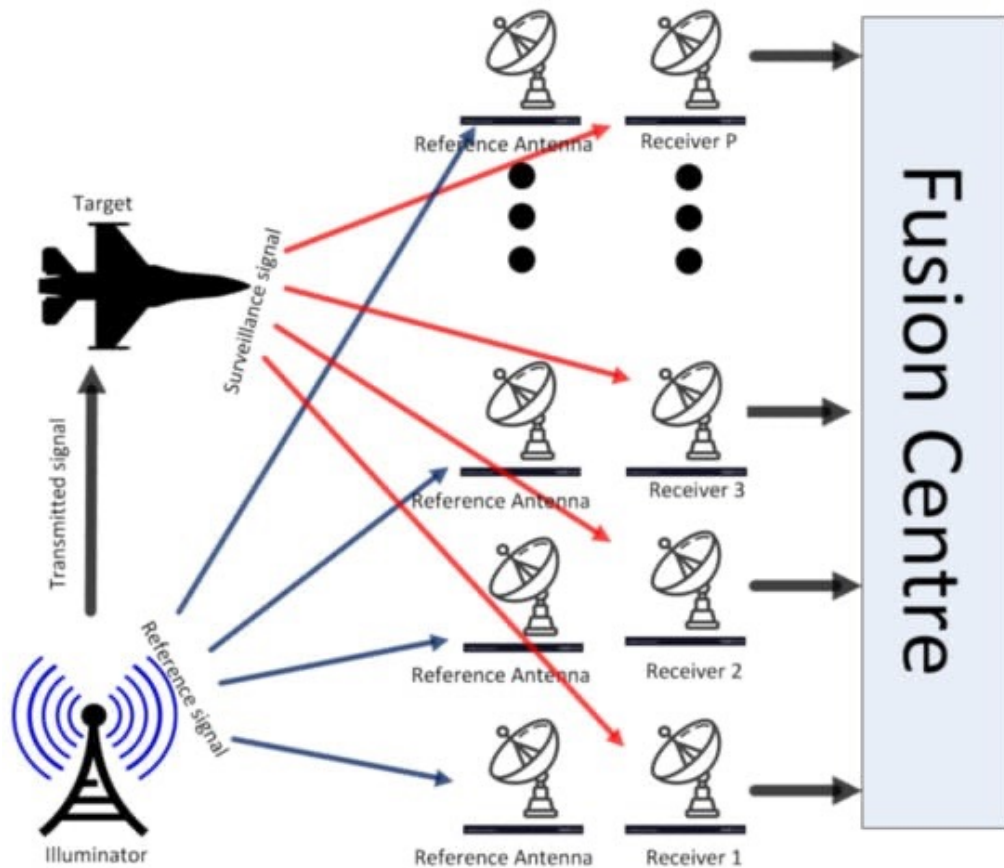 Reference Antenna
Receiver P
Target
Surveillance signal
Fusion Centre
Reference Antenna
Receiver 3
Transmitted signal
Reference signal
Reference Antenna
Receiver 2
Illuminator
Reference Antenna
Receiver 1